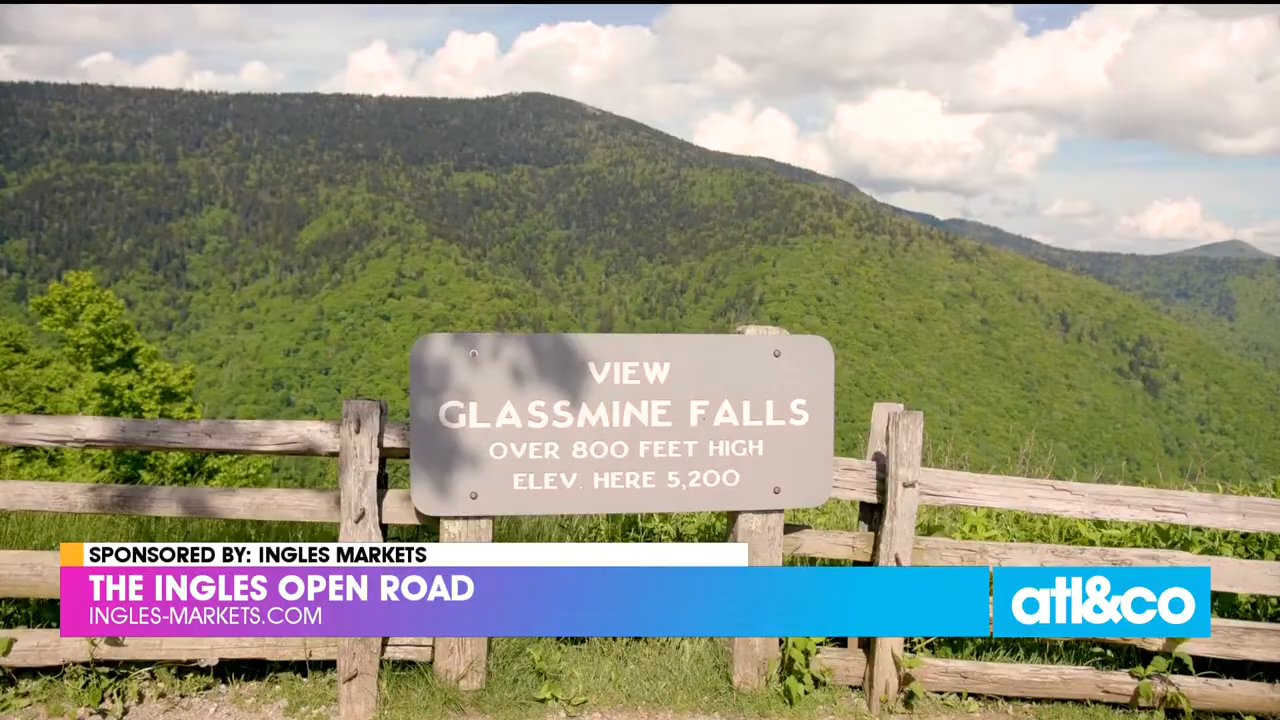 VIEW
GLASSMINE FALLS
OVER 800 FEET HIGH
ELEV. HERE 5,200
SPONSORED BY: INGLES MARKETS
THE INGLES OPEN ROAD
INGLES-MARKETS.COM
atl&co